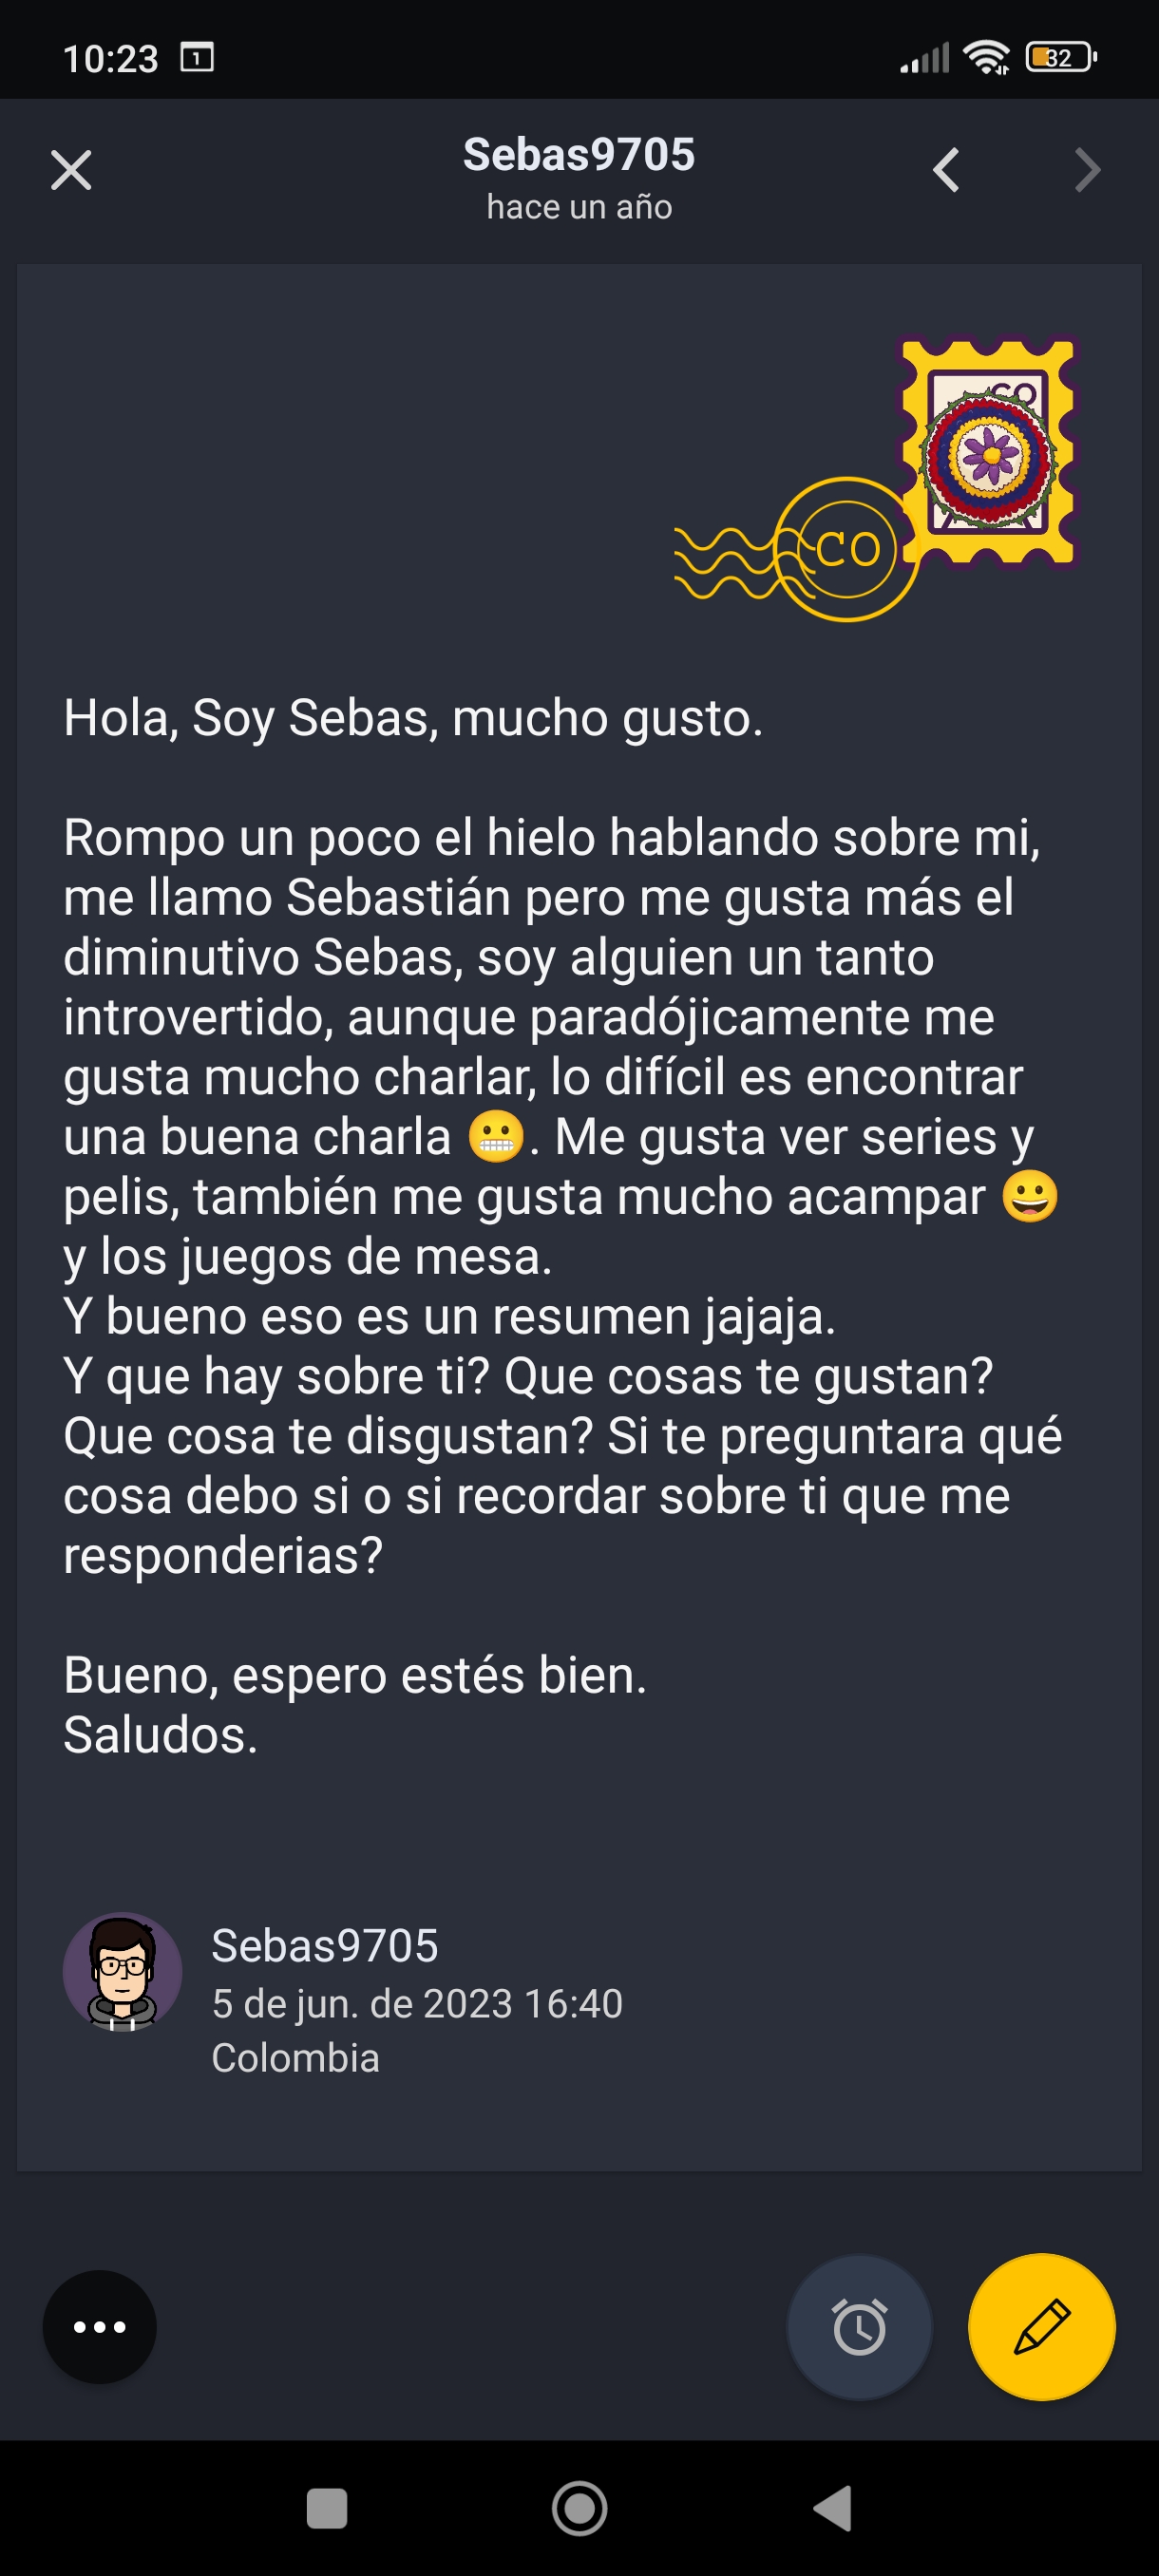 10:23
1
32
Sebas9705
hace un año
CO
CO
Hola, Soy Sebas, mucho gusto.
Rompo un poco el hielo hablando sobre mi,
me llamo Sebastián pero me gusta más el
diminutivo Sebas, soy alguien un tanto
introvertido, aunque paradójicamente me
gusta mucho charlar, lo difícil es encontrar
una buena charla 😬. Me gusta ver series y
pelis, también me gusta mucho acampar 😀
y los juegos de mesa.
Y bueno eso es un resumen jajaja.
Y que hay sobre ti? Que cosas te gustan?
Que cosa te disgustan? Si te preguntara qué
cosa debo si o si recordar sobre ti que me
responderias?
Bueno, espero estés bien.
Saludos.
Sebas9705
5 de jun. de 2023 16:40
Colombia